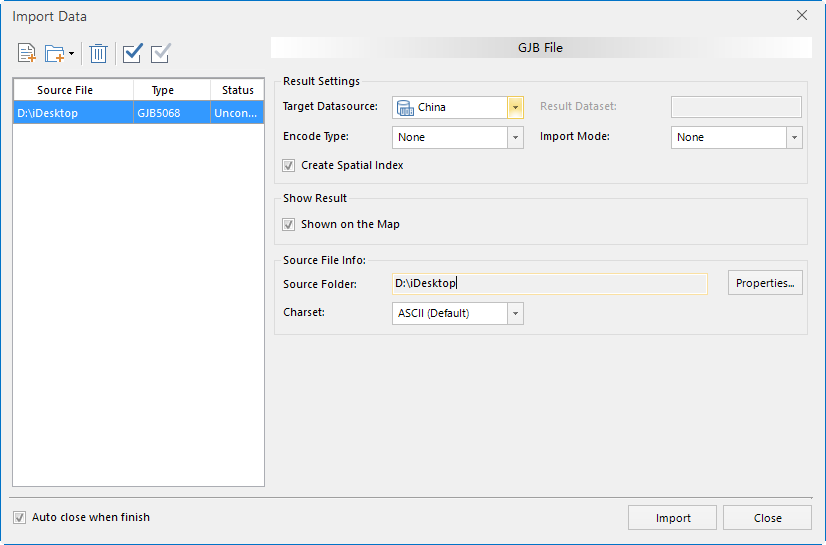 Import Data
GJB File
Source File Type Status
D:\iDesktop GJB5068 Uncon...
Result Settings
Target Datasource: China Result Dataset:
Encode Type: None Import Mode: None
Create Spatial Index
Show Result
Shown on the Map
Source File Info:
Source Folder: D:\iDesktop Properties...
Charset: ASCII (Default)
Auto close when finish Import Close